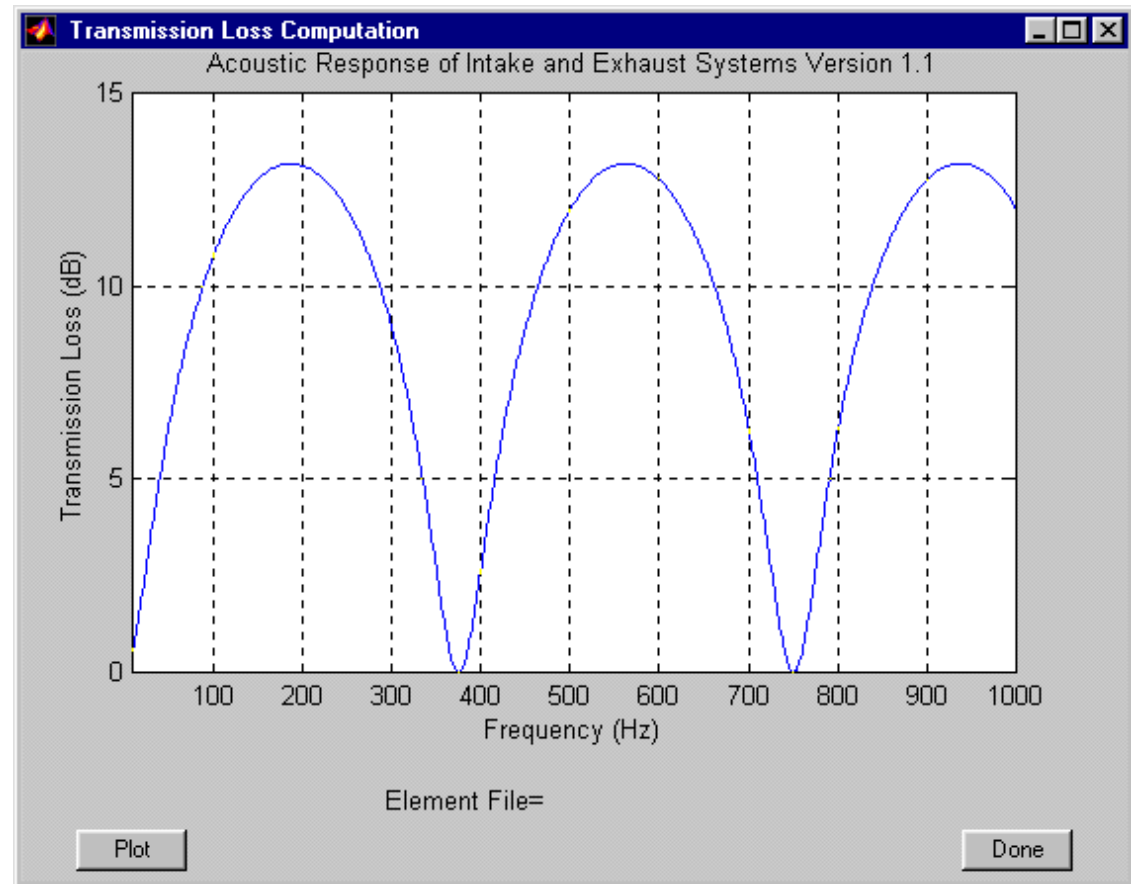 Transmission Loss Computation
Acoustic Response of Intake and Exhaust Systems Version 1.1
15
10
5
0
Transmission Loss (dB)
100 200 300 400 500 600 700 800 900 1000
Frequency (Hz)
Element File=
Plot
Done